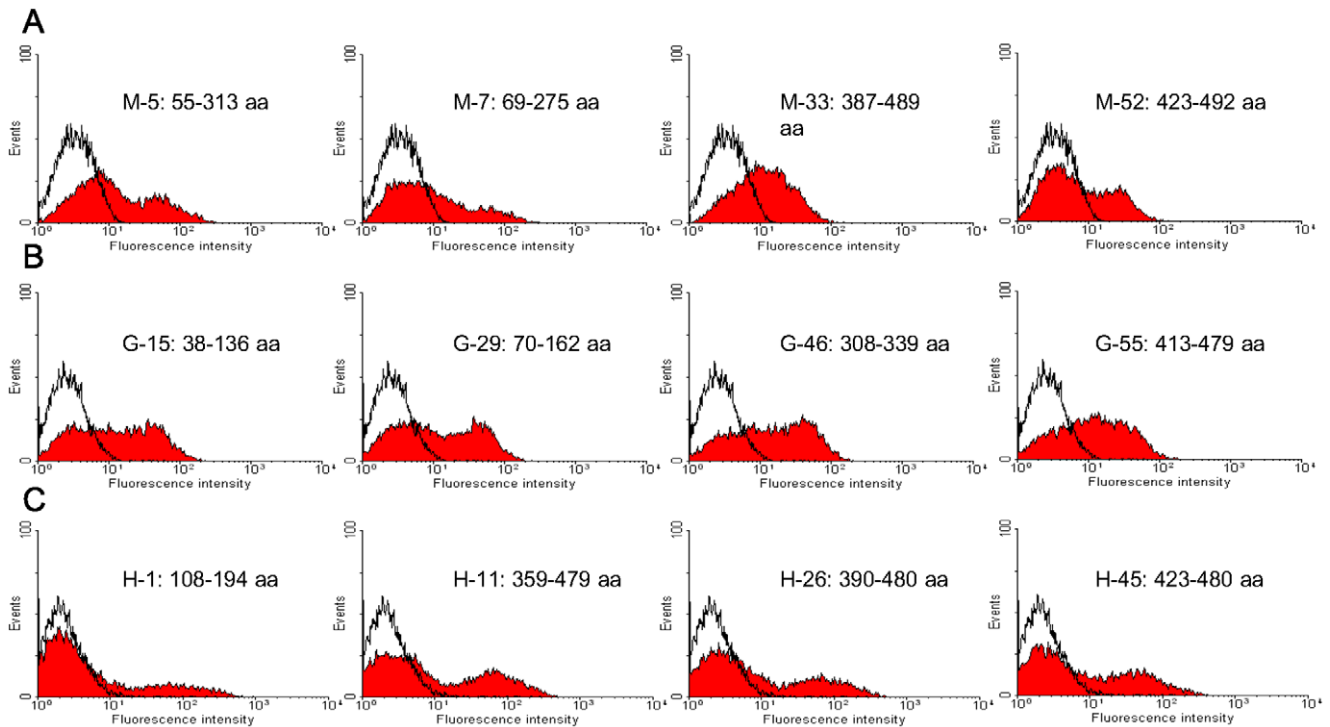 A
100
Events
0
M-5: 55-313 aa
10⁰ 10¹ 10² 10³ 10⁴
Fluorescence intensity
100
Events
0
M-7: 69-275 aa
10⁰ 10¹ 10² 10³ 10⁴
Fluorescence intensity
100
Events
0
M-33: 387-489
aa
10⁰ 10¹ 10² 10³ 10⁴
Fluorescence intensity
100
Events
0
M-52: 423-492 aa
10⁰ 10¹ 10² 10³ 10⁴
Fluorescence intensity
B
100
Events
0
G-15: 38-136 aa
10⁰ 10¹ 10² 10³ 10⁴
Fluorescence intensity
100
Events
0
G-29: 70-162 aa
10⁰ 10¹ 10² 10³ 10⁴
Fluorescence intensity
100
Events
0
G-46: 308-339 aa
10⁰ 10¹ 10² 10³ 10⁴
Fluorescence intensity
100
Events
0
G-55: 413-479 aa
10⁰ 10¹ 10² 10³ 10⁴
Fluorescence intensity
C
100
Events
0
H-1: 108-194 aa
10⁰ 10¹ 10² 10³ 10⁴
Fluorescence intensity
100
Events
0
H-11: 359-479 aa
10⁰ 10¹ 10² 10³ 10⁴
Fluorescence intensity
100
Events
0
H-26: 390-480 aa
10⁰ 10¹ 10² 10³ 10⁴
Fluorescence intensity
100
Events
0
H-45: 423-480 aa
10⁰ 10¹ 10² 10³ 10⁴
Fluorescence intensity